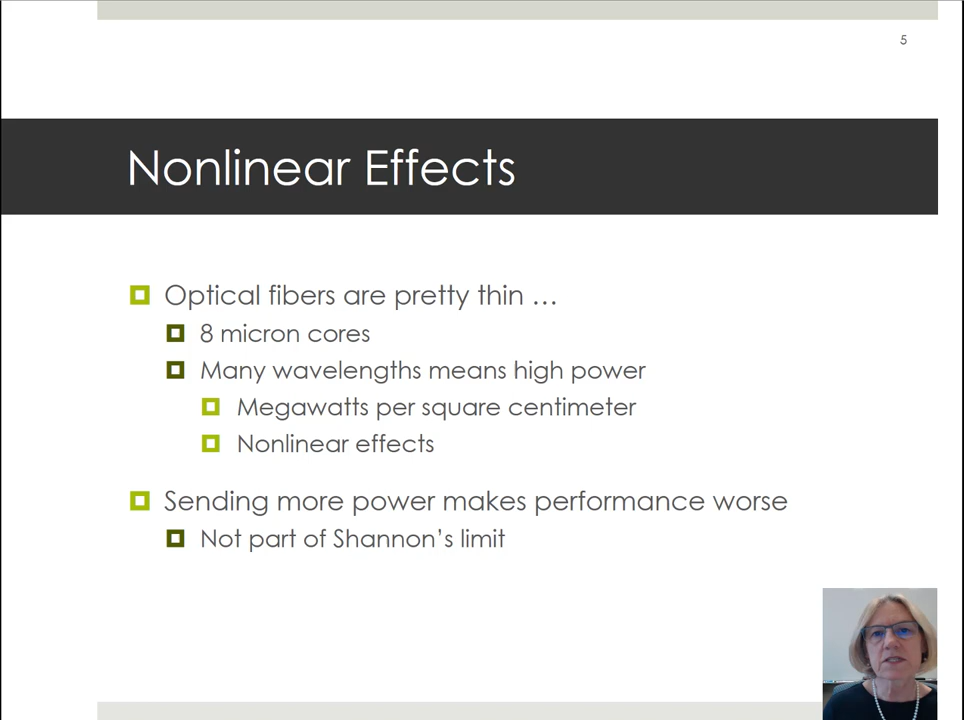 5
Nonlinear Effects
Optical fibers are pretty thin …
8 micron cores
Many wavelengths means high power
Megawatts per square centimeter
Nonlinear effects
Sending more power makes performance worse
Not part of Shannon’s limit